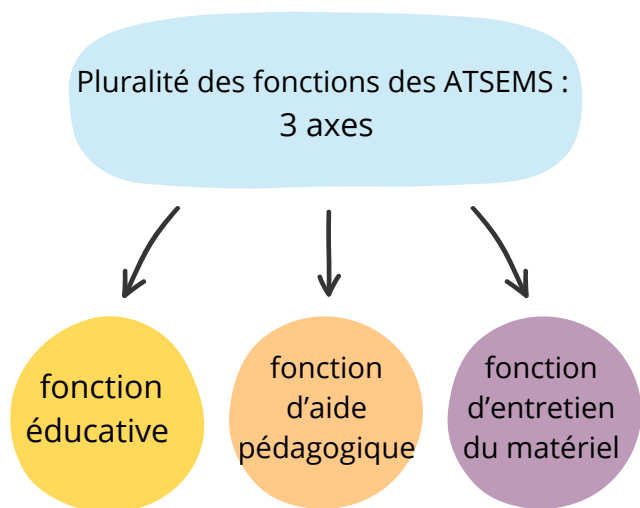 Pluralité des fonctions des ATSEMS :
3 axes
fonction
éducative
fonction
d’aide
pédagogique
fonction
d’entretien
du matériel